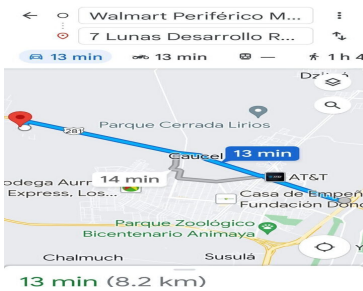 Walmart Periférico M...
7 Lunas Desarrollo R...
13 min
13 min
—
1 h 4
Parque Cerrada Lirios
281
Caucel
13 min
AT&T
14 min
odega Aurr
Express, Los...
Casa de Empeñ
Fundación Dond
Parque Zoológico
Bicentenario Animaya
Chalmuch
Susulá
Y
13 min (8.2 km)